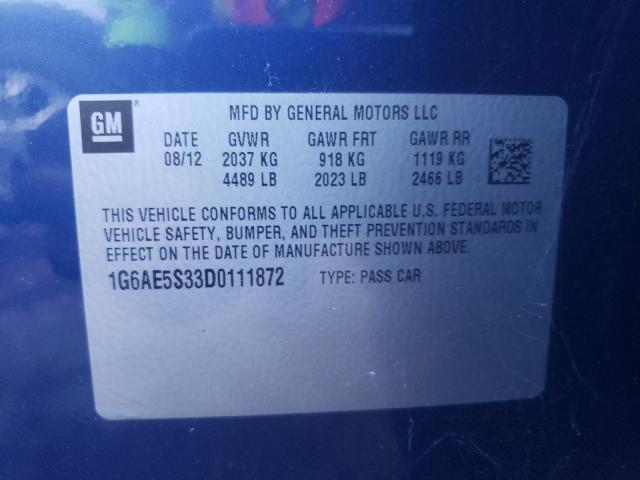 GM
MFD BY GENERAL MOTORS LLC
DATE GVWR GAWR FRT GAWR RR
08/12 2037 KG 918 KG 1119 KG
4489 LB 2023 LB 2466 LB
THIS VEHICLE CONFORMS TO ALL APPLICABLE U.S. FEDERAL MOTOR
VEHICLE SAFETY, BUMPER, AND THEFT PREVENTION STANDARDS IN
EFFECT ON THE DATE OF MANUFACTURE SHOWN ABOVE.
1G6AE5S33D0111872 TYPE: PASS CAR